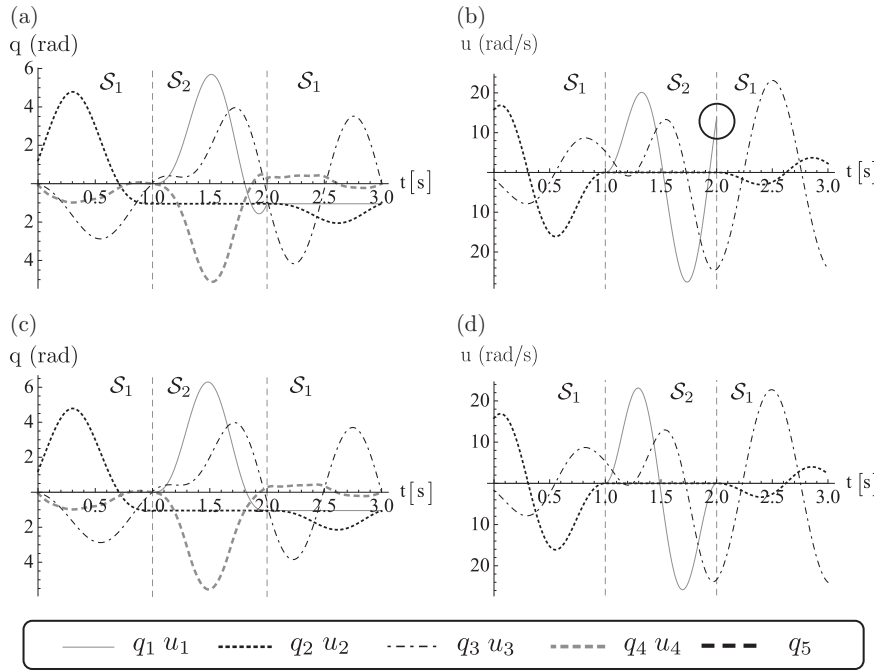 (a)
q (rad)
S₁ S₂ S₁
6
4
2
2
4
0.5 1.0 1.5 2.0 2.5 3.0
t[s]
(b)
u (rad/s)
S₁ S₂ S₁
20
10
10
20
0.5 1.0 1.5 2.0 2.5 3.0
t[s]
(c)
q (rad)
S₁ S₂ S₁
6
4
2
2
4
0.5 1.0 1.5 2.0 2.5 3.0
t[s]
(d)
u (rad/s)
S₁ S₂ S₁
20
10
10
20
0.5 1.0 1.5 2.0 2.5 3.0
t[s]
q₁ u₁ q₂ u₂ q₃ u₃ q₄ u₄ q₅